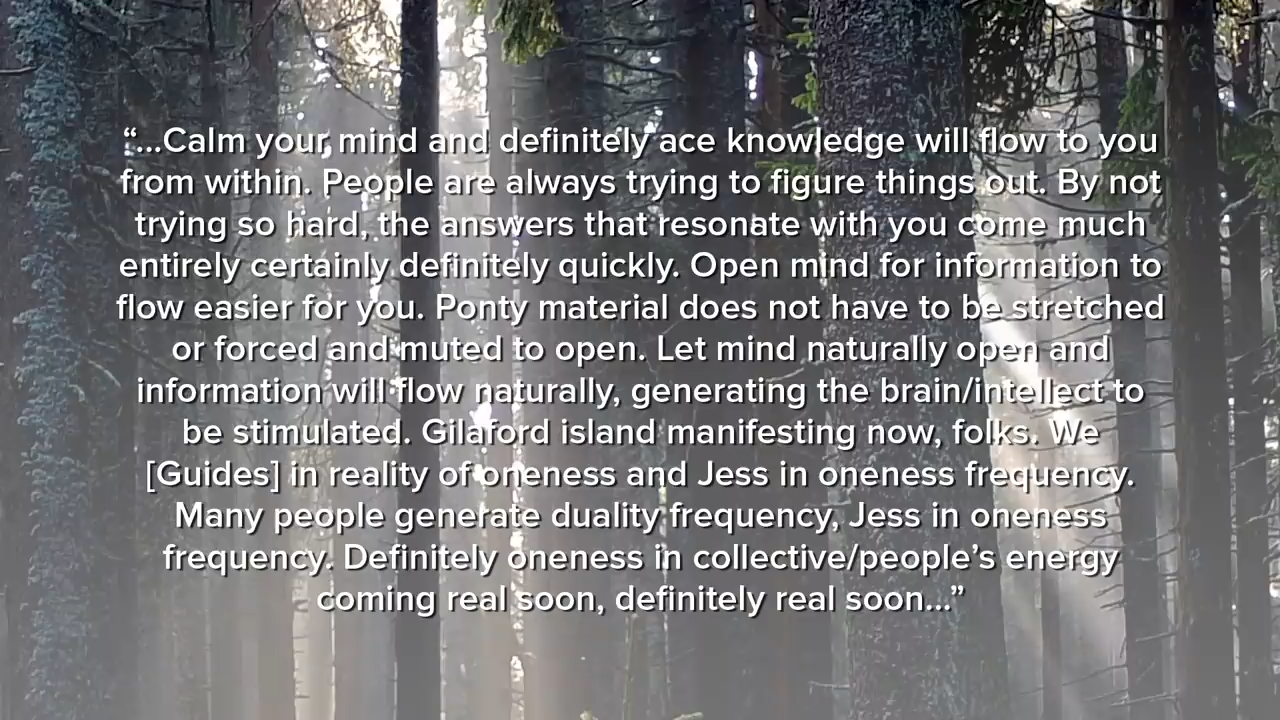 “...Calm your mind and definitely ace knowledge will flow to you
from within. People are always trying to figure things out. By not
trying so hard, the answers that resonate with you come much
entirely certainly definitely quickly. Open mind for information to
flow easier for you. Ponty material does not have to be stretched
or forced and muted to open. Let mind naturally open and
information will flow naturally, generating the brain/intellect to
be stimulated. Gilaford island manifesting now, folks. We
[Guides] in reality of oneness and Jess in oneness frequency.
Many people generate duality frequency, Jess in oneness
frequency. Definitely oneness in collective/people’s energy
coming real soon, definitely real soon...”